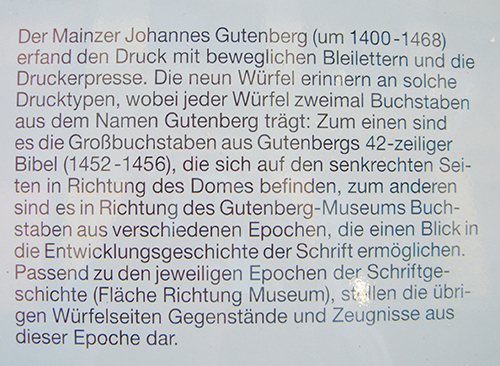 Der Mainzer Johannes Gutenberg (um 1400-1468)
erfand den Druck mit beweglichen Bleilettern und die
Druckerpresse. Die neun Würfel erinnern an solche
Drucktypen, wobei jeder Würfel zweimal Buchstaben
aus dem Namen Gutenberg trägt: Zum einen sind
es die Großbuchstaben aus Gutenbergs 42-zeiliger
Bibel (1452-1456), die sich auf den senkrechten Sei-
ten in Richtung des Domes befinden, zum anderen
sind es in Richtung des Gutenberg-Museums Buch-
staben aus verschiedenen Epochen, die einen Blick in
die Entwicklungsgeschichte der Schrift ermöglichen.
Passend zu den jeweiligen Epochen der Schriftge-
schichte (Fläche Richtung Museum), stellen die übri-
gen Würfelseiten Gegenstände und Zeugnisse aus
dieser Epoche dar.